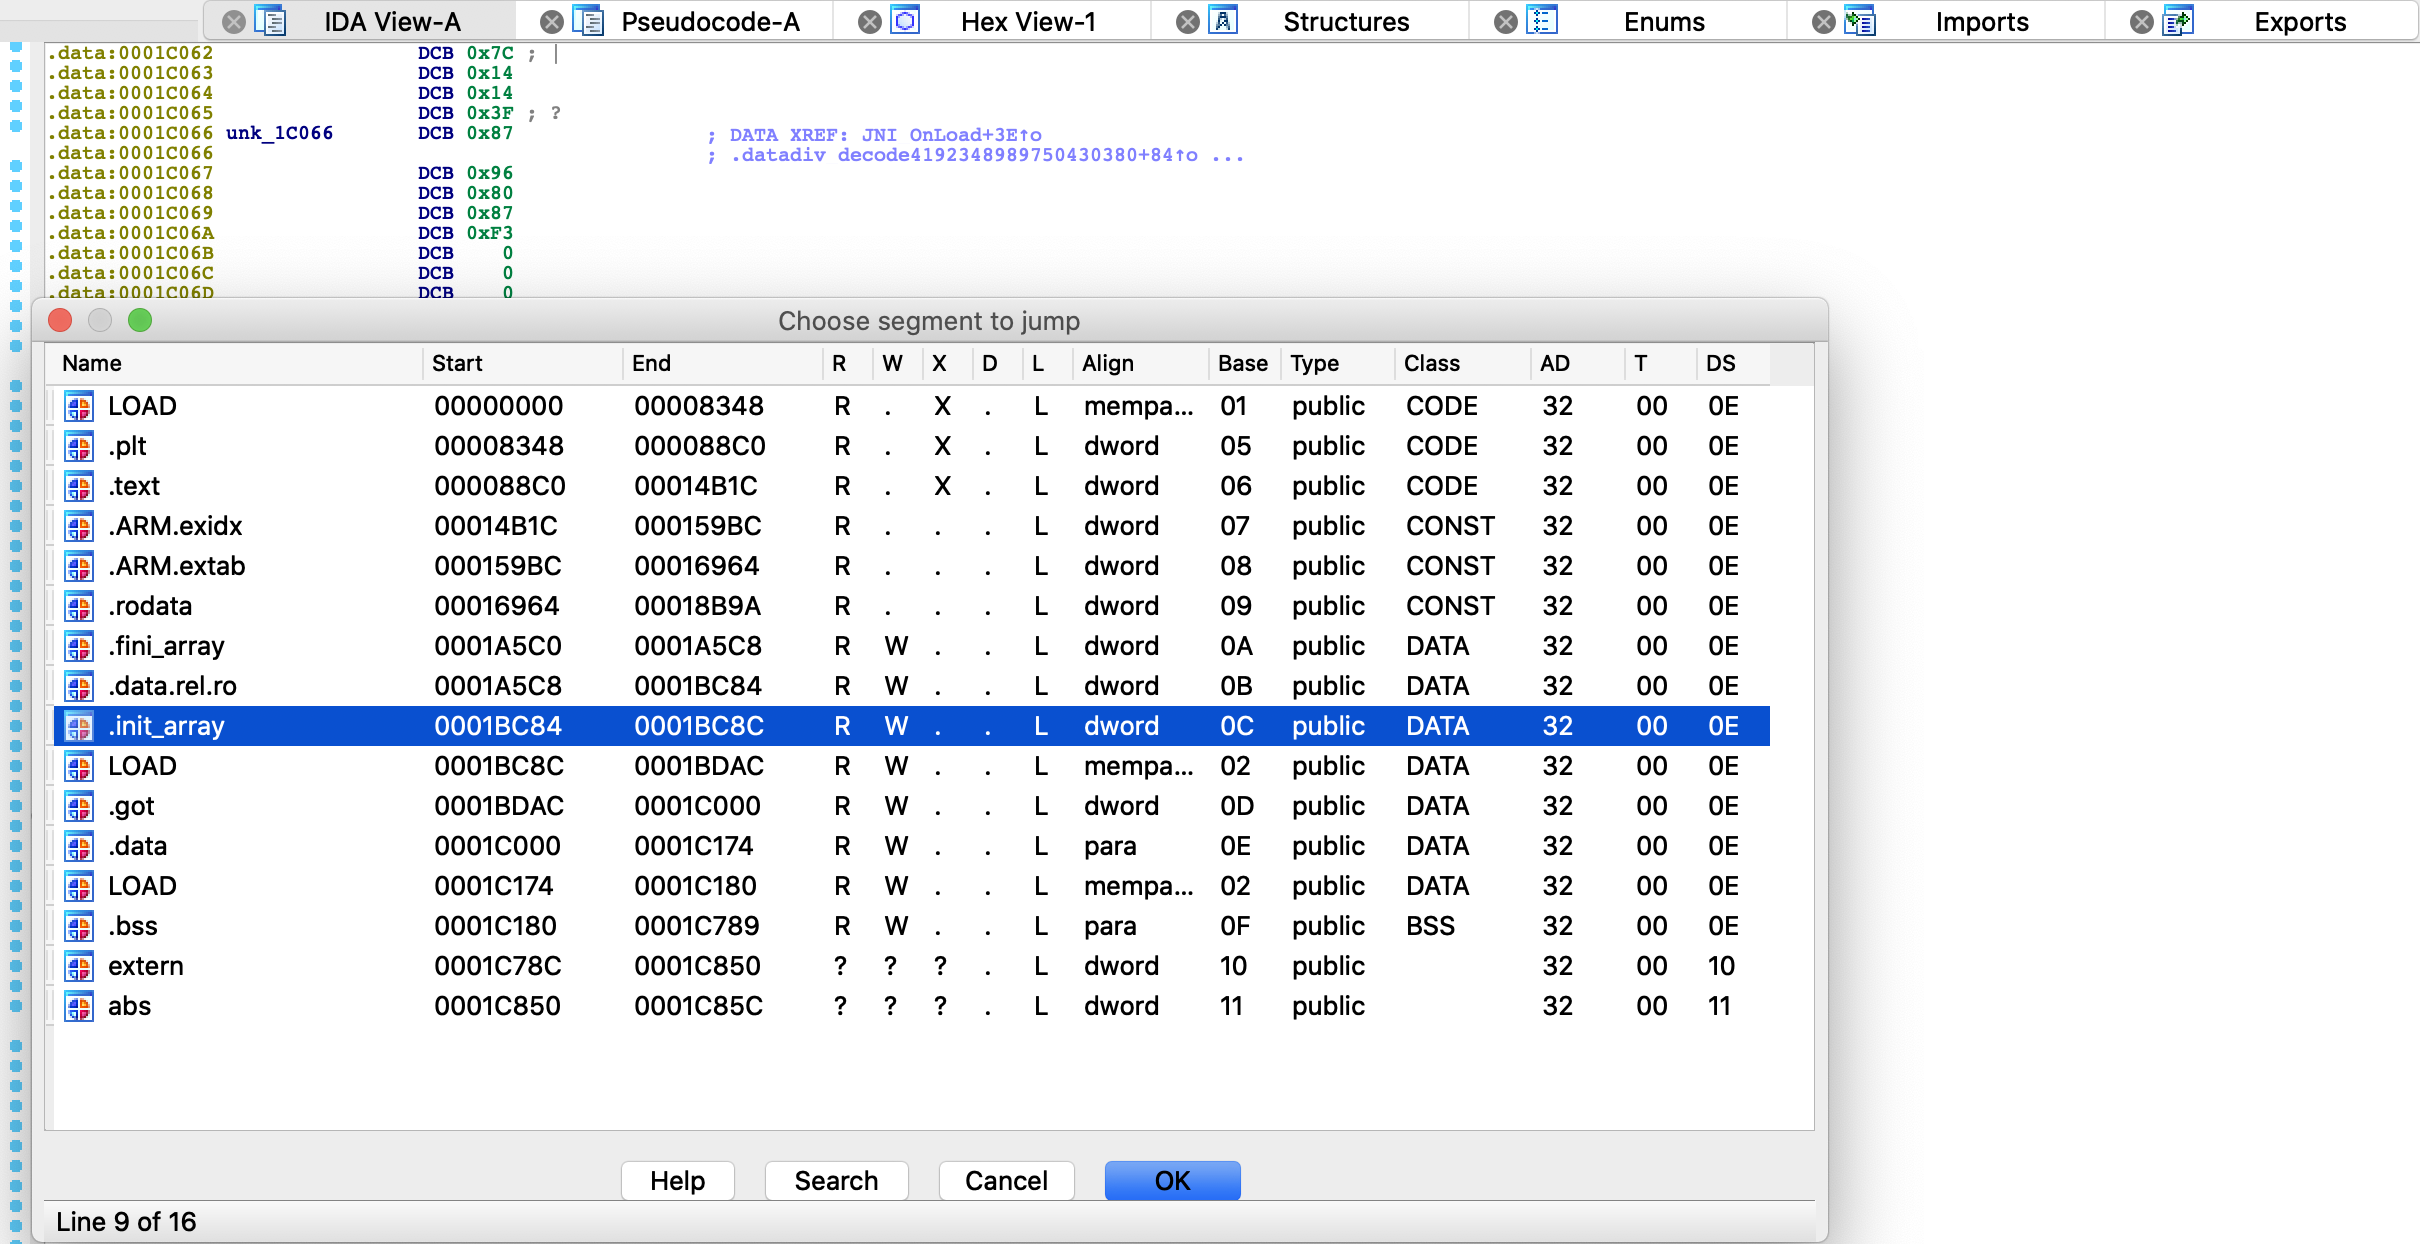 IDA View-A Pseudocode-A Hex View-1 Structures Enums Imports Exports
.data:0001C062 DCB 0x7C ; |
.data:0001C063 DCB 0x14
.data:0001C064 DCB 0x14
.data:0001C065 DCB 0x3F ; ?
.data:0001C066 unk_1C066 DCB 0x87 ; DATA XREF: JNI OnLoad+3E↑o
.data:0001C066 ; .datadiv decode4192348989750430380+84↑o ...
.data:0001C067 DCB 0x96
.data:0001C068 DCB 0x80
.data:0001C069 DCB 0x87
.data:0001C06A DCB 0xF3
.data:0001C06B DCB 0
.data:0001C06C DCB 0
.data:0001C06D DCB 0
Choose segment to jump
Name Start End R W X D L Align Base Type Class AD T DS
LOAD 00000000 00008348 R . X . L mempa... 01 public CODE 32 00 0E
.plt 00008348 000088C0 R . X . L dword 05 public CODE 32 00 0E
.text 000088C0 00014B1C R . X . L dword 06 public CODE 32 00 0E
.ARM.exidx 00014B1C 000159BC R . . . L dword 07 public CONST 32 00 0E
.ARM.extab 000159BC 00016964 R . . . L dword 08 public CONST 32 00 0E
.rodata 00016964 00018B9A R . . . L dword 09 public CONST 32 00 0E
.fini_array 0001A5C0 0001A5C8 R W . . L dword 0A public DATA 32 00 0E
.data.rel.ro 0001A5C8 0001BC84 R W . . L dword 0B public DATA 32 00 0E
.init_array 0001BC84 0001BC8C R W . . L dword 0C public DATA 32 00 0E
LOAD 0001BC8C 0001BDAC R W . . L mempa... 02 public DATA 32 00 0E
.got 0001BDAC 0001C000 R W . . L dword 0D public DATA 32 00 0E
.data 0001C000 0001C174 R W . . L para 0E public DATA 32 00 0E
LOAD 0001C174 0001C180 R W . . L mempa... 02 public DATA 32 00 0E
.bss 0001C180 0001C789 R W . . L para 0F public BSS 32 00 0E
extern 0001C78C 0001C850 ? ? ? . L dword 10 public 32 00 10
abs 0001C850 0001C85C ? ? ? . L dword 11 public 32 00 11
Help Search Cancel OK
Line 9 of 16